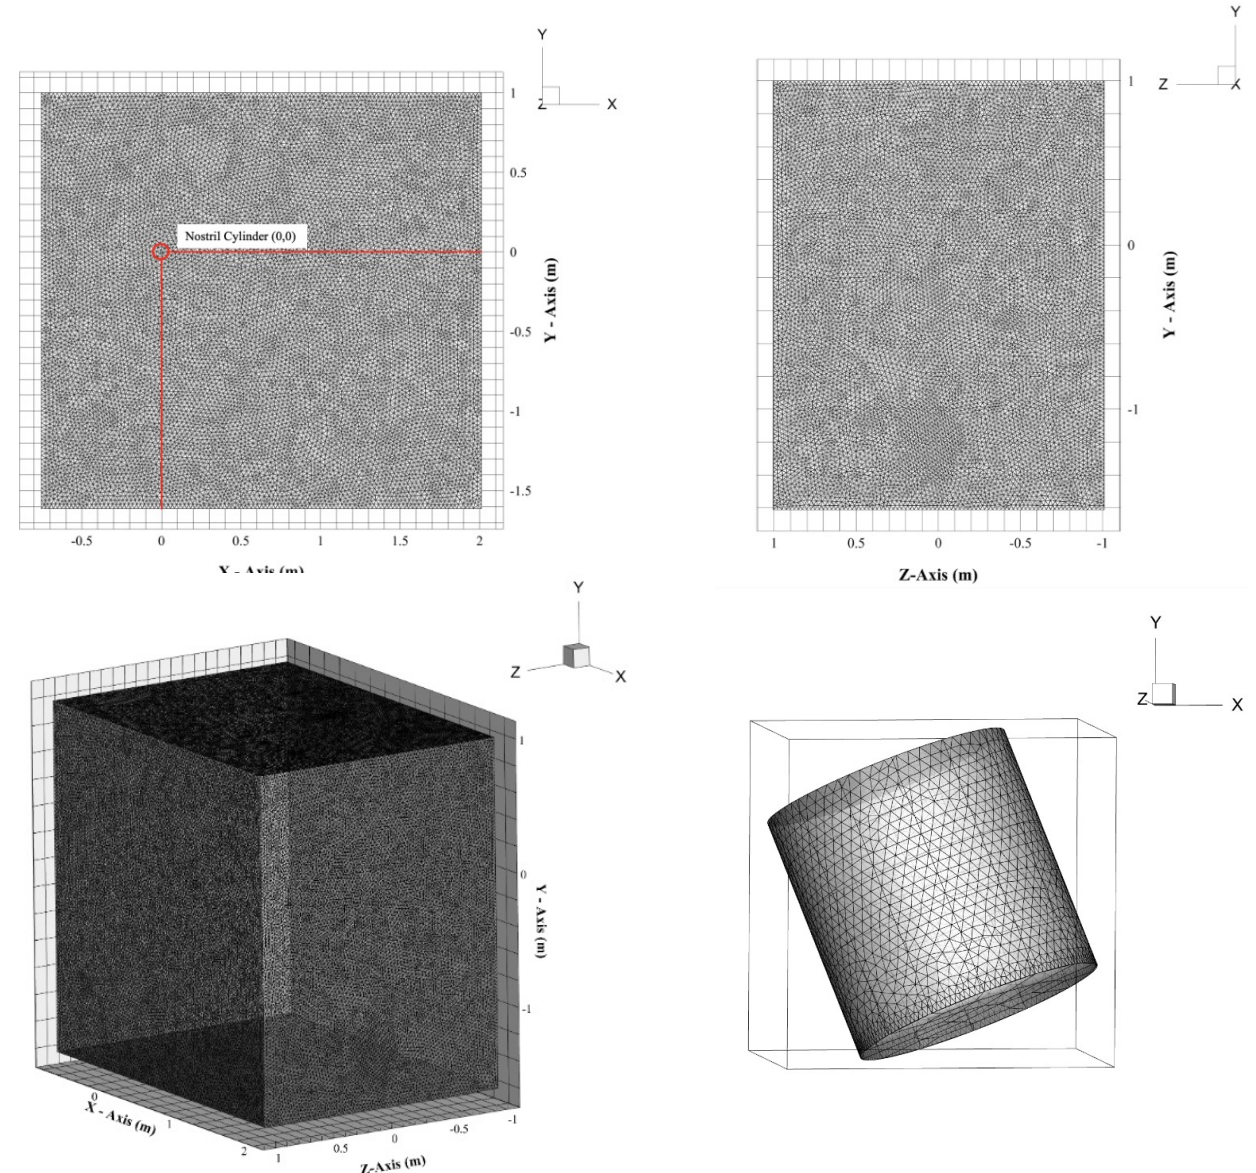 Y
Z
X
1
0.5
Nostril Cylinder (0,0)
0
-0.5
-1
-1.5
Y - Axis (m)
-0.5 0 0.5 1 1.5 2
X - Axis (m)
Y
Z
X
1
0
-1
Y - Axis (m)
1 0.5 0 -0.5 -1
Z-Axis (m)
Y
Z
X
1
0
-1
Y - Axis (m)
0
1
2
X - Axis (m)
1 0.5 0 -0.5 -1
Z-Axis (m)
Y
Z
X